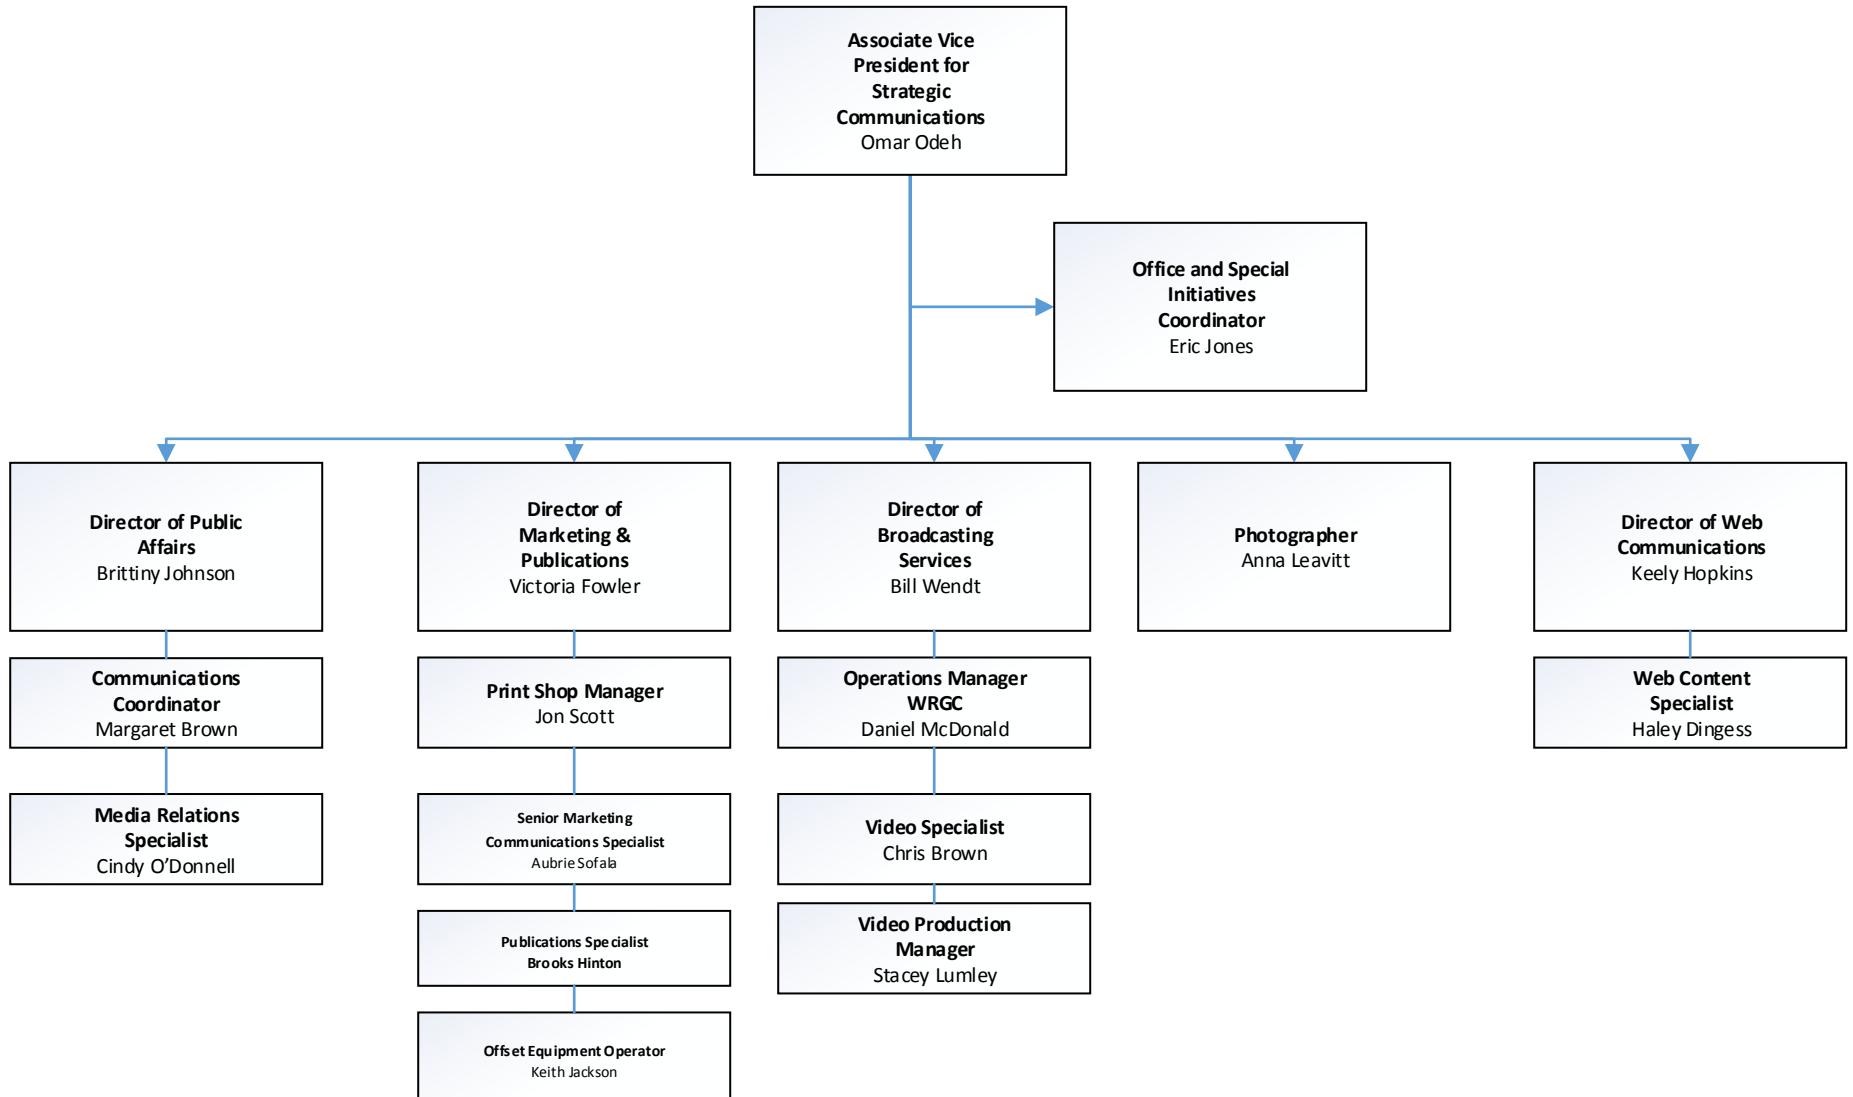 Associate Vice
President for
Strategic
Communications
Omar Odeh
Office and Special
Initiatives
Coordinator
Eric Jones
Director of Public
Affairs
Brittiny Johnson
Director of
Marketing &
Publications
Victoria Fowler
Director of
Broadcasting
Services
Bill Wendt
Photographer
Anna Leavitt
Director of Web
Communications
Keely Hopkins
Communications
Coordinator
Margaret Brown
Print Shop Manager
Jon Scott
Operations Manager
WRGC
Daniel McDonald
Web Content
Specialist
Haley Dingess
Media Relations
Specialist
Cindy O’Donnell
Senior Marketing
Communications Specialist
Aubrie Sofala
Video Specialist
Chris Brown
Publications Specialist
Brooks Hinton
Video Production
Manager
Stacey Lumley
Offset Equipment Operator
Keith Jackson